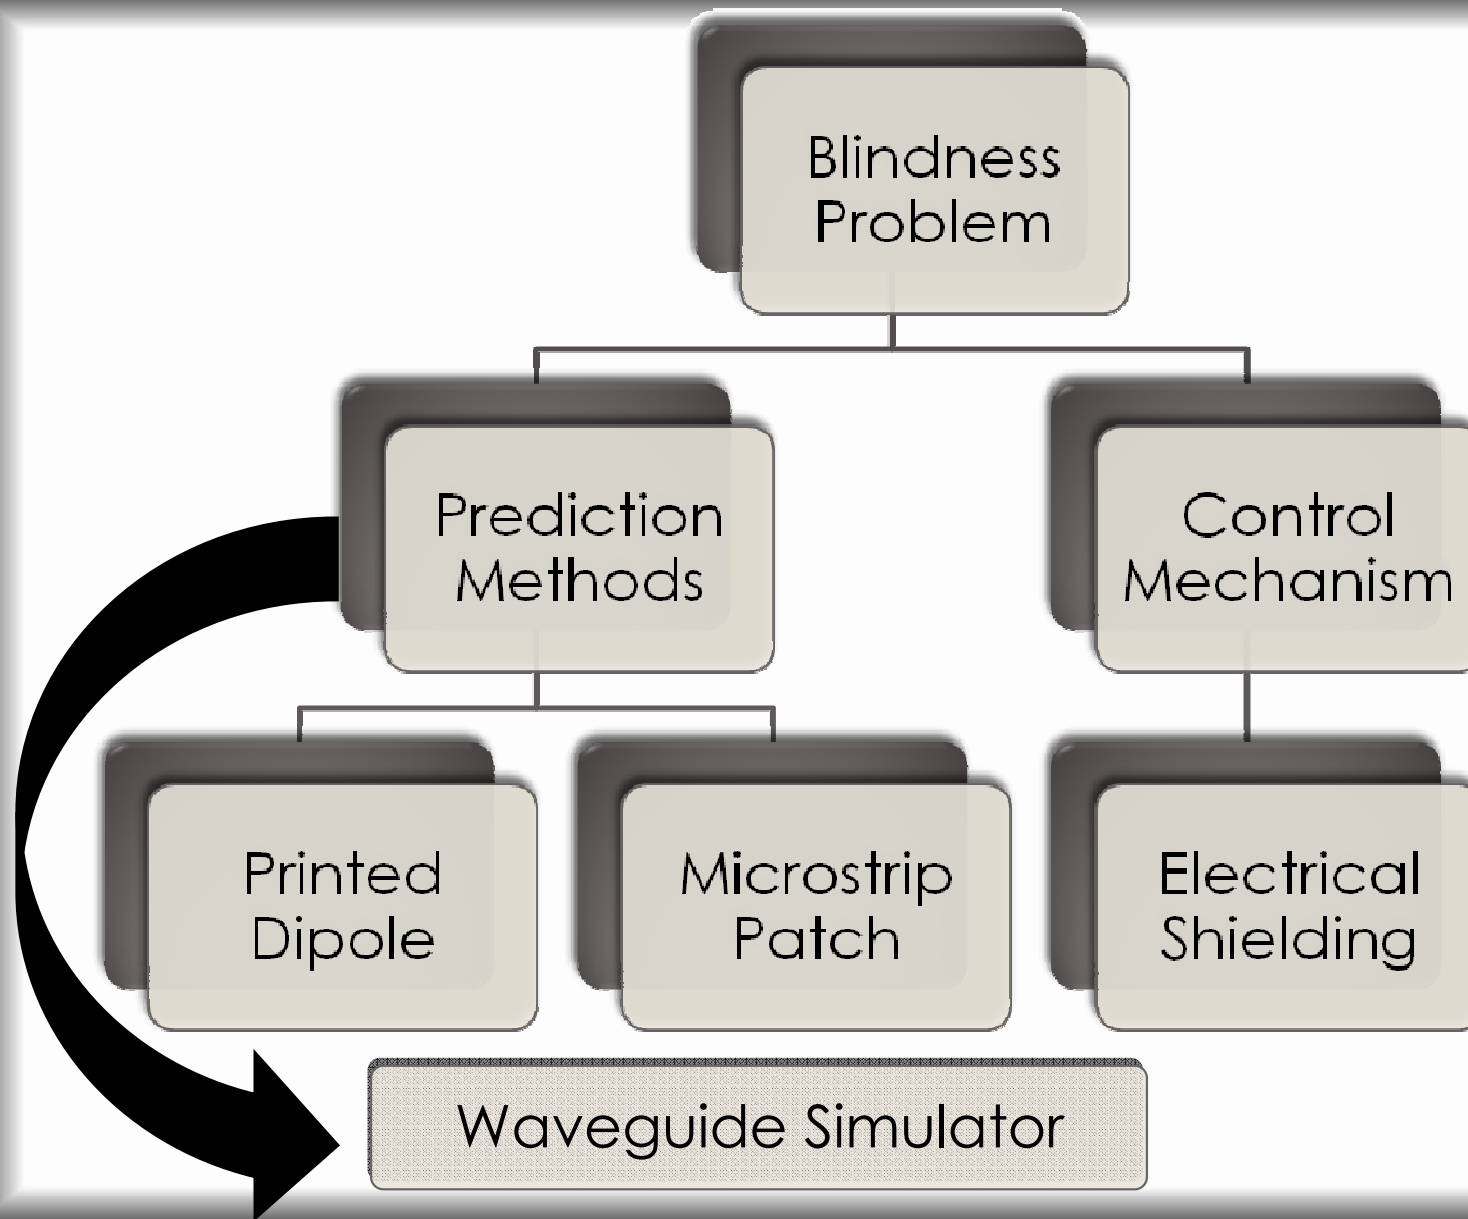 Blindness
Problem
Prediction
Methods
Control
Mechanism
Printed
Dipole
Microstrip
Patch
Electrical
Shielding
Waveguide Simulator